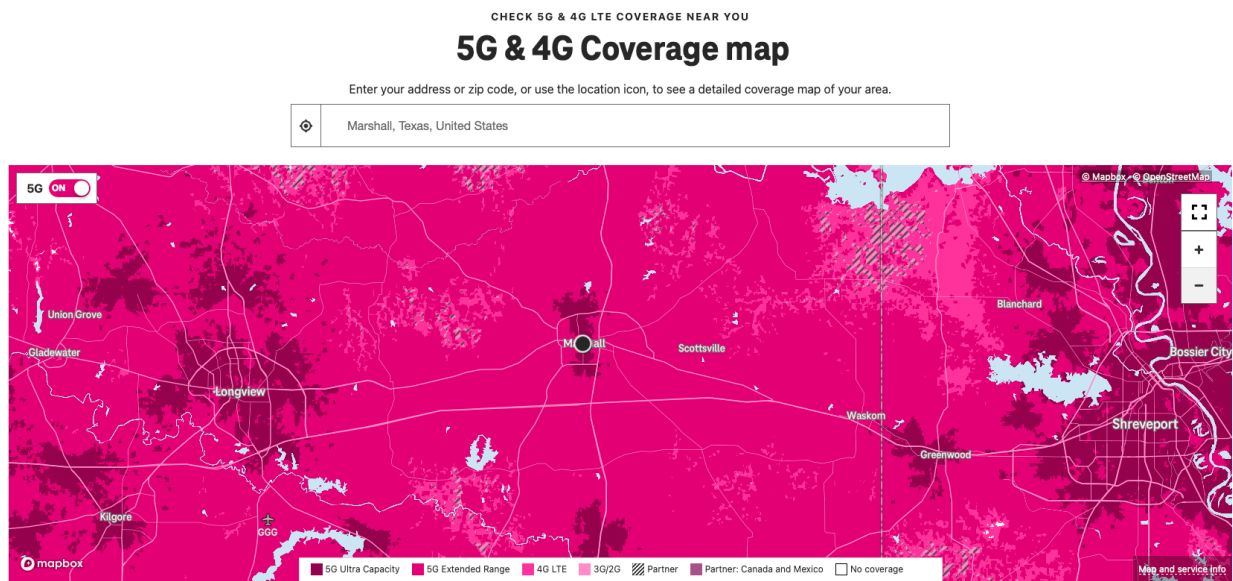 CHECK 5G & 4G LTE COVERAGE NEAR YOU
5G & 4G Coverage map
Enter your address or zip code, or use the location icon, to see a detailed coverage map of your area.
Marshall, Texas, United States
5G ON
© Mapbox © OpenStreetMap
+
−
Blanchard
Union Grove
Gladewater
Scottsville
Bossier City
Longview
Waskom
Shreveport
Greenwood
Kilgore
GGG
mapbox
5G Ultra Capacity 5G Extended Range 4G LTE 3G/2G Partner Partner: Canada and Mexico No coverage
Map and service info